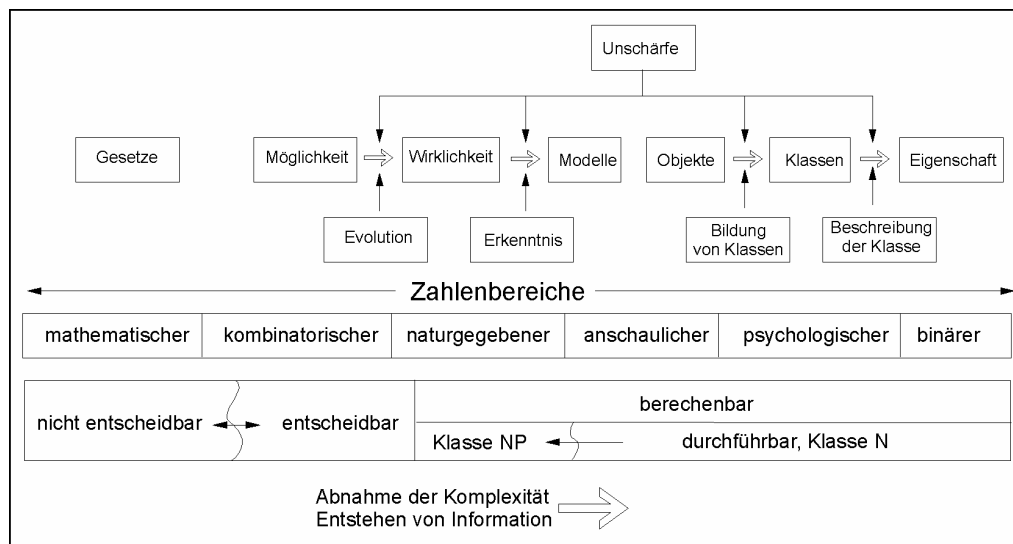 Unschärfe
Gesetze
Möglichkeit
Wirklichkeit
Modelle
Objekte
Klassen
Eigenschaft
Evolution
Erkenntnis
Bildung
von Klassen
Beschreibung
der Klasse
Zahlenbereiche
mathematischer
kombinatorischer
naturgegebener
anschaulicher
psychologischer
binärer
nicht entscheidbar
entscheidbar
berechenbar
Klasse NP
durchführbar, Klasse N
Abnahme der Komplexität
Entstehen von Information